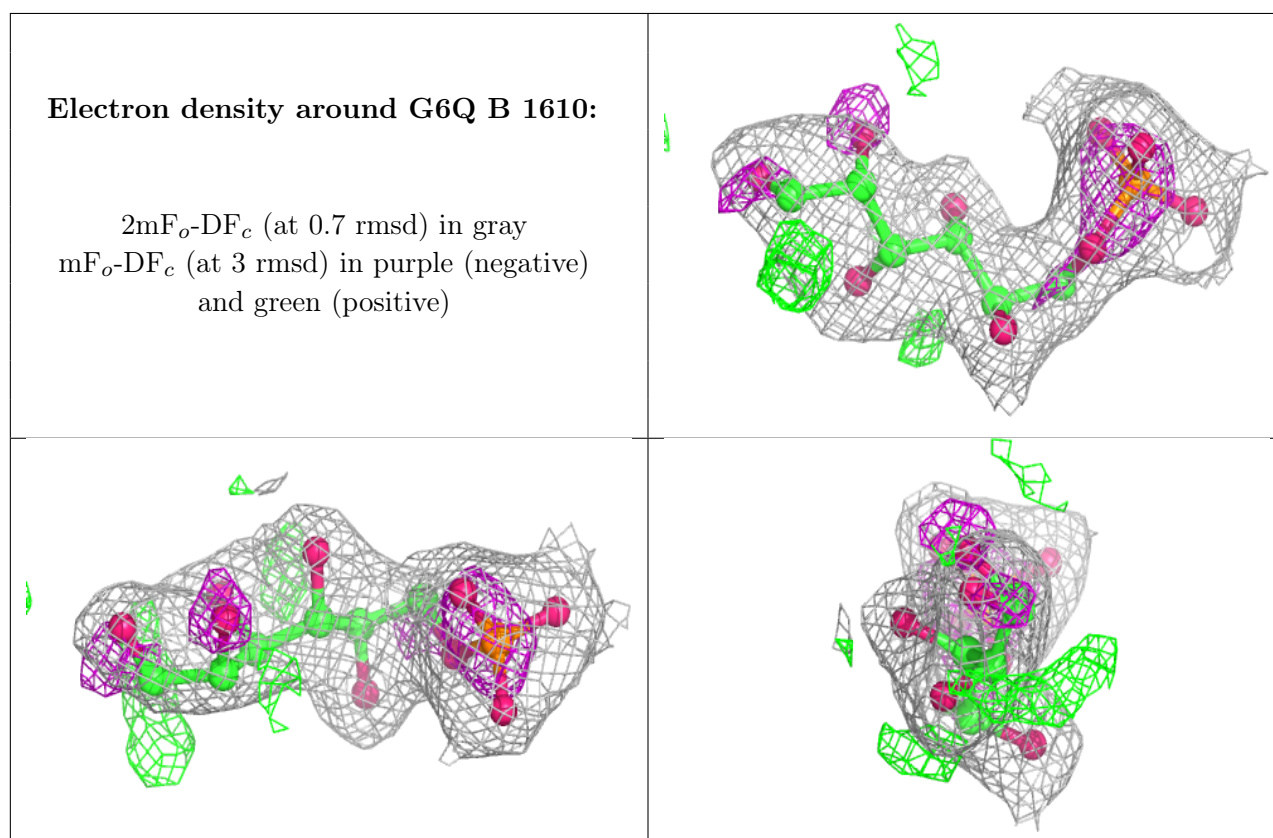 Electron density around G6Q B 1610:
2mFo-DFc (at 0.7 rmsd) in gray
mFo-DFc (at 3 rmsd) in purple (negative)
and green (positive)